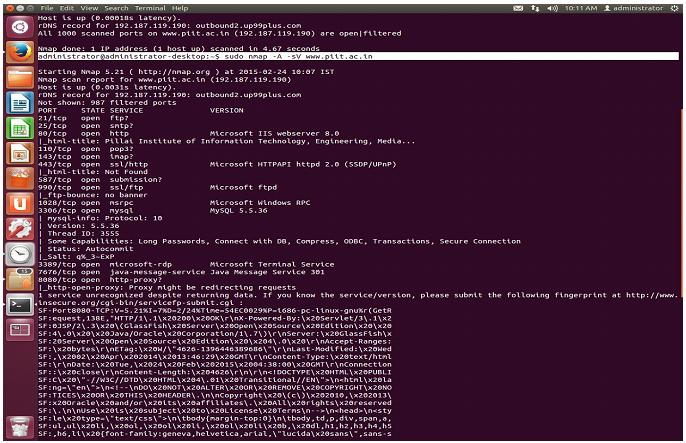 File Edit View Search Terminal Help 10:11 AM administrator
Host is up (0.00018s latency).
rDNS record for 192.187.119.190: outbound2.up99plus.com
All 1000 scanned ports on www.piit.ac.in (192.187.119.190) are open|filtered
Nmap done: 1 IP address (1 host up) scanned in 4.67 seconds
administrator@administrator-desktop:~$ sudo nmap -A -sV www.piit.ac.in
Starting Nmap 5.21 ( http://nmap.org ) at 2015-02-24 10:07 IST
Nmap scan report for www.piit.ac.in (192.187.119.190)
Host is up (0.0031s latency).
rDNS record for 192.187.119.190: outbound2.up99plus.com
Not shown: 987 filtered ports
PORT STATE SERVICE VERSION
21/tcp open ftp?
25/tcp open smtp?
80/tcp open http Microsoft IIS webserver 8.0
|_html-title: Pillai Institute of Information Technology, Engineering, Media...
110/tcp open pop3?
143/tcp open imap?
443/tcp open ssl/http Microsoft HTTPAPI httpd 2.0 (SSDP/UPnP)
|_html-title: Not Found
587/tcp open submission?
990/tcp open ssl/ftp Microsoft ftpd
|_ftp-bounce: no banner
1028/tcp open msrpc Microsoft Windows RPC
3306/tcp open mysql MySQL 5.5.36
| mysql-info: Protocol: 10
| Version: 5.5.36
| Thread ID: 3555
| Some Capabilities: Long Passwords, Connect with DB, Compress, ODBC, Transactions, Secure Connection
| Status: Autocommit
|_Salt: q%_3=ExP
3389/tcp open microsoft-rdp Microsoft Terminal Service
7676/tcp open java-message-service Java Message Service 301
8080/tcp open http-proxy?
|_http-open-proxy: Proxy might be redirecting requests
1 service unrecognized despite returning data. If you know the service/version, please submit the following fingerprint at http://www.
insecure.org/cgi-bin/servicefp-submit.cgi :
SF-Port8080-TCP:V=5.21%I=7%D=2/24%Time=54EC0029%P=i686-pc-linux-gnu%r(GetR
SF:equest,138E,"HTTP/1\.1\x20200\x20OK\r\nX-Powered-By:\x20Servlet/3\.1\x2
SF:0JSP/2\.3\x20\(GlassFish\x20Server\x20Open\x20Source\x20Edition\x20\x20
SF:4\.0\x20\x20Java/Oracle\x20Corporation/1\.7\)\r\nServer:\x20GlassFish\x
SF:20Server\x20Open\x20Source\x20Edition\x20\x204\.0\x20\r\nAccept-Ranges:
SF:\x20bytes\r\nETag:\x20W/\"4626-1396446389686\"\r\nLast-Modified:\x20Wed
SF:,\x2002\x20Apr\x202014\x2013:46:29\x20GMT\r\nContent-Type:\x20text/html
SF:\r\nDate:\x20Tue,\x2024\x20Feb\x202015\x2004:38:00\x20GMT\r\nConnection
SF::\x20close\r\nContent-Length:\x204626\r\n\r\n<!DOCTYPE\x20HTML\x20PUBLI
SF:C\x20\"-//W3C//DTD\x20HTML\x204\.01\x20Transitional//EN\">\n<html\x20la
SF:ng=\"en\">\n<!--\nDO\x20NOT\x20ALTER\x20OR\x20REMOVE\x20COPYRIGHT\x20NO
SF:TICES\x20OR\x20THIS\x20HEADER\.\n\nCopyright\x20\(c\)\x202010,\x202013\
SF:x20Oracle\x20and/or\x20its\x20affiliates\.\x20All\x20rights\x20reserved
SF:\.\n\nUse\x20is\x20subject\x20to\x20License\x20Terms\n-->\n<head>\n<sty
SF:le\x20type=\"text/css\">\n\tbody{margin-top:0}\n\tbody,td,p,div,span,a,
SF:ul,ul\x20li,\x20ol,\x20ol\x20li,\x20ol\x20li\x20b,\x20dl,h1,h2,h3,h4,h5
SF:,h6,li\x20{font-family:geneva,helvetica,arial,\"lucida\x20sans\",sans-s